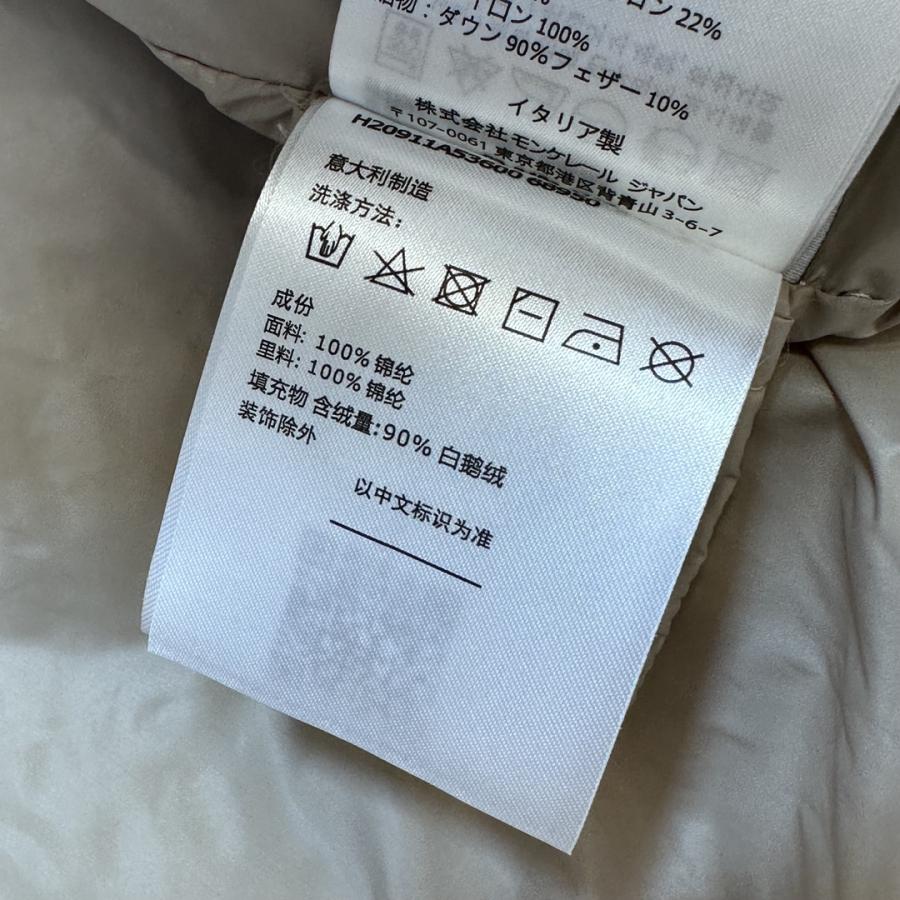 ロン 22%
イロン 100%
ダウン 90%フェザー 10%
イタリア製
株式会社モンクレール ジャパン
〒107-0061 東京都港区背青山 3-6-7
H20911A53600 68950
意大利制造
洗涤方法:
成份
面料: 100% 锦纶
里料: 100% 锦纶
填充物 含绒量:90% 白鹅绒
装饰除外
以中文标识为准